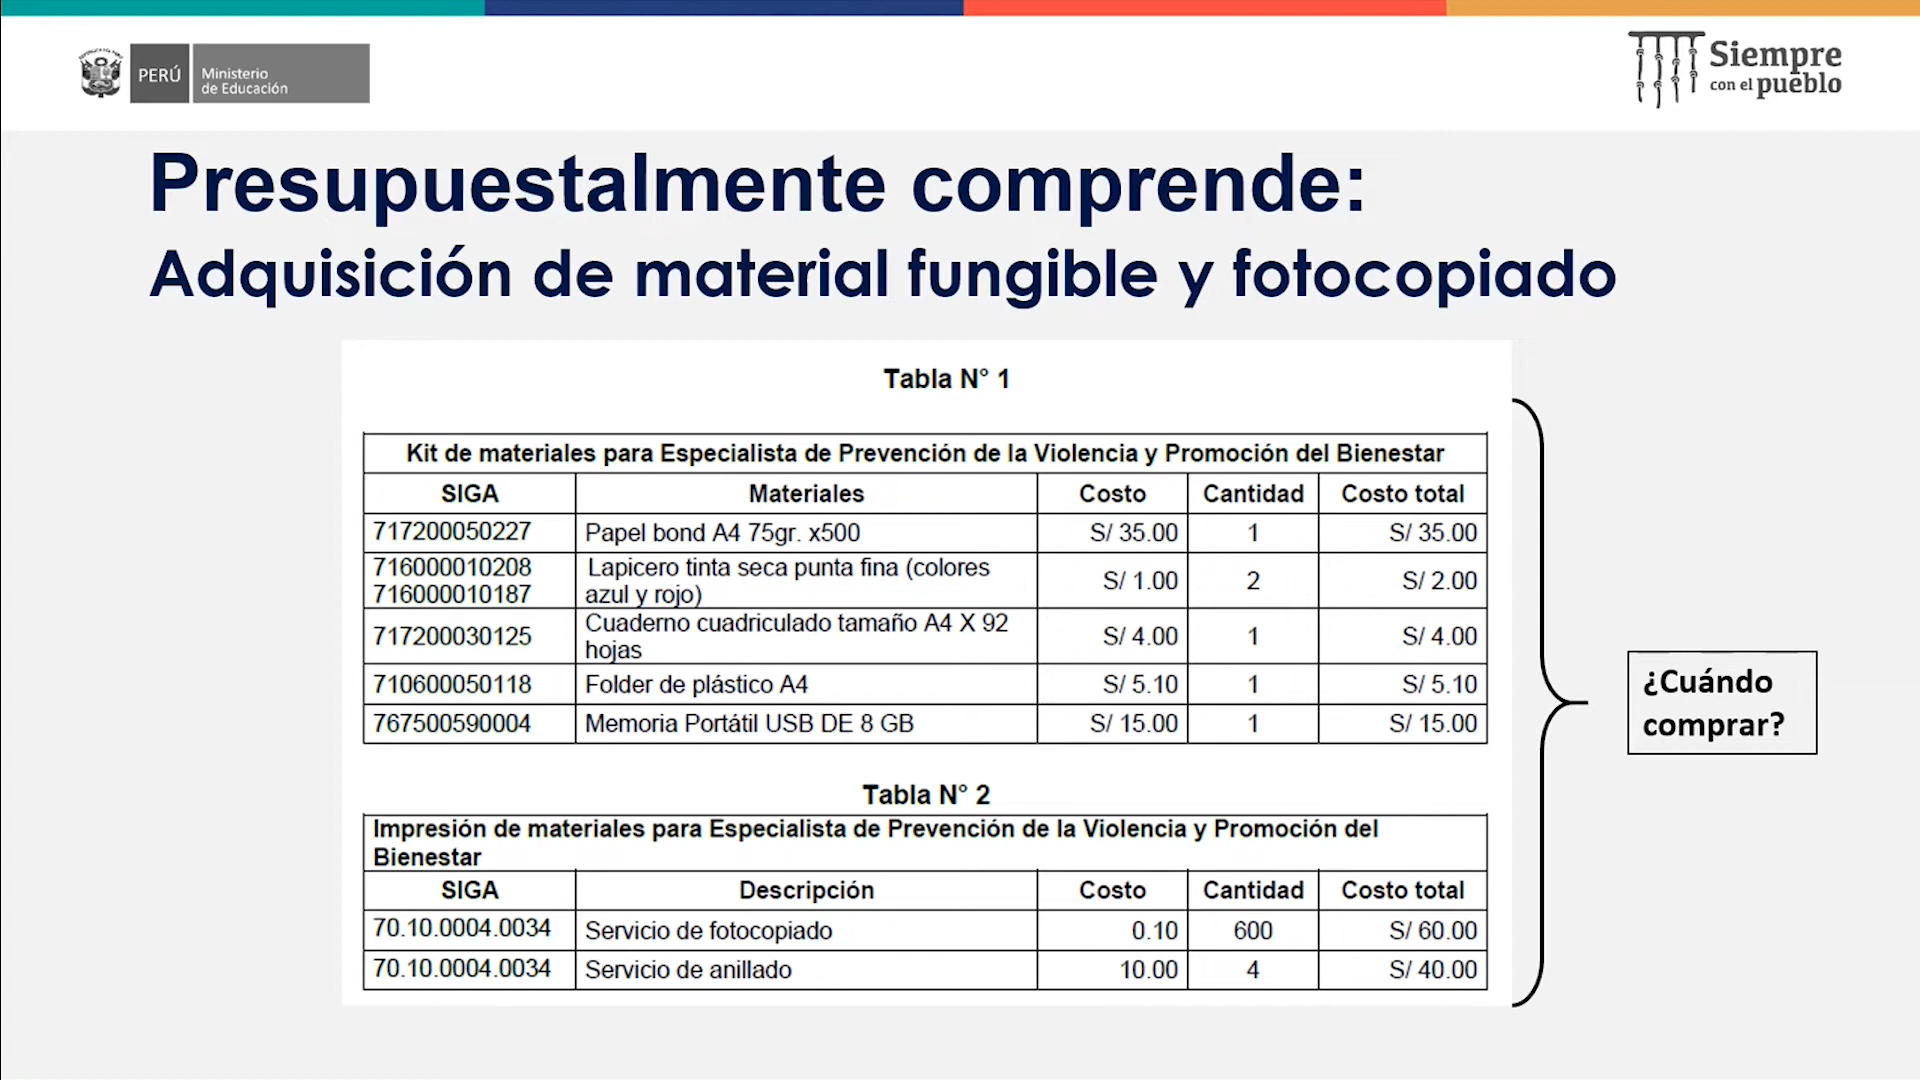 PERÚ
Ministerio
de Educación
Siempre
con el pueblo
Presupuestalmente comprende:
Adquisición de material fungible y fotocopiado
Tabla N° 1
Kit de materiales para Especialista de Prevención de la Violencia y Promoción del Bienestar
SIGA Materiales Costo Cantidad Costo total
717200050227 Papel bond A4 75gr. x500 S/ 35.00 1 S/ 35.00
716000010208 Lapicero tinta seca punta fina (colores
716000010187 azul y rojo) S/ 1.00 2 S/ 2.00
717200030125 Cuaderno cuadriculado tamaño A4 X 92
hojas S/ 4.00 1 S/ 4.00
710600050118 Folder de plástico A4 S/ 5.10 1 S/ 5.10
767500590004 Memoria Portátil USB DE 8 GB S/ 15.00 1 S/ 15.00
¿Cuándo
comprar?
Tabla N° 2
Impresión de materiales para Especialista de Prevención de la Violencia y Promoción del
Bienestar
SIGA Descripción Costo Cantidad Costo total
70.10.0004.0034 Servicio de fotocopiado 0.10 600 S/ 60.00
70.10.0004.0034 Servicio de anillado 10.00 4 S/ 40.00